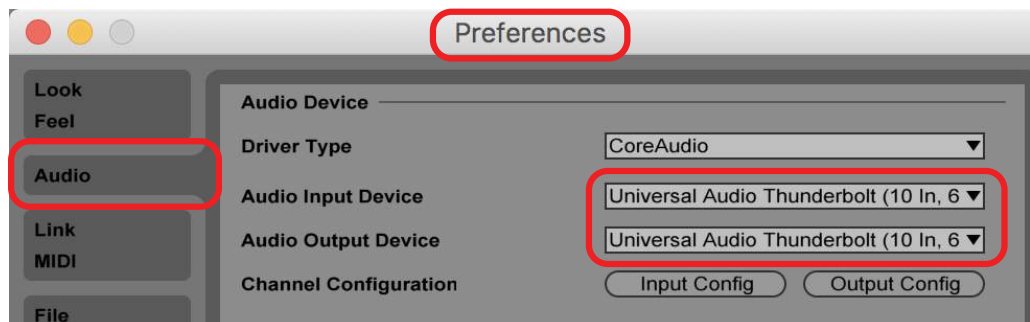 Preferences
Look
Feel
Audio
Link
MIDI
File
Audio Device
Driver Type CoreAudio
Audio Input Device Universal Audio Thunderbolt (10 In, 6
Audio Output Device Universal Audio Thunderbolt (10 In, 6
Channel Configuration Input Config Output Config